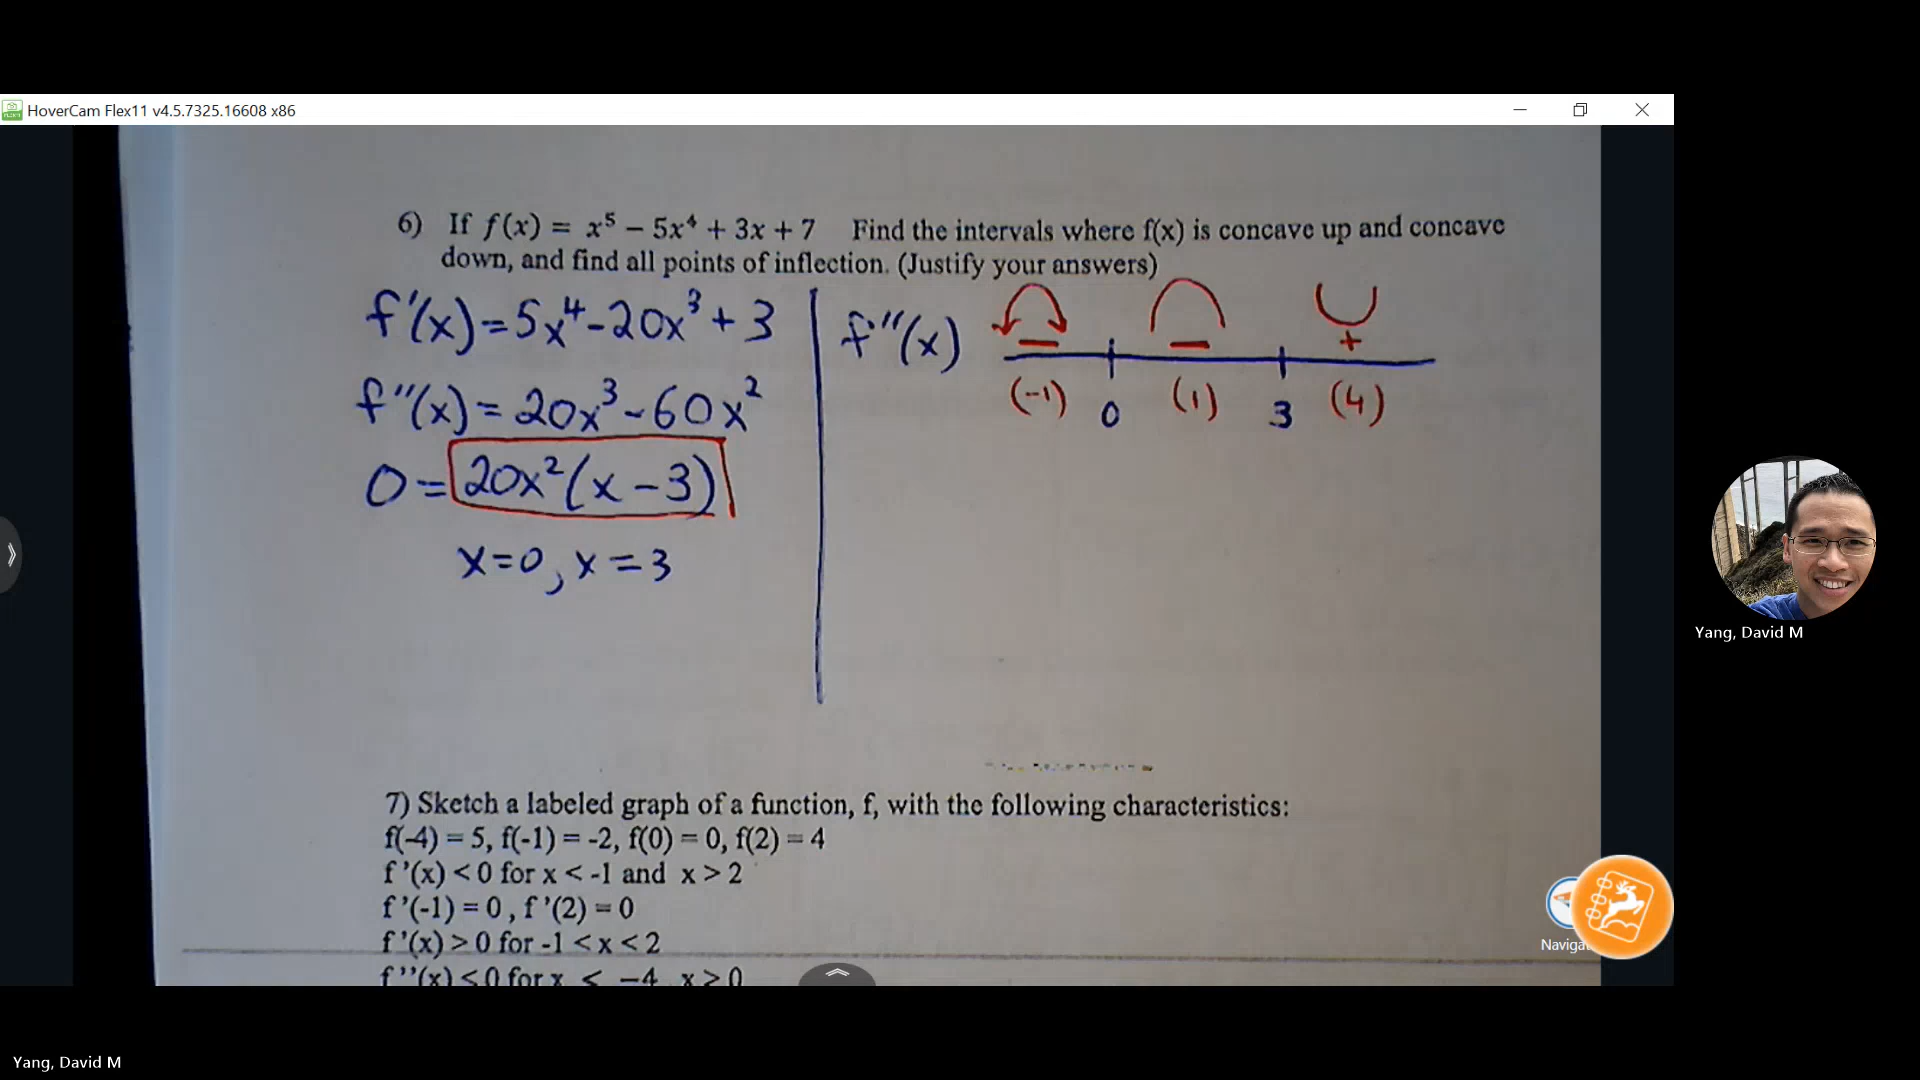 HoverCam Flex11 v4.5.7325.16608 x86
6) If f(x) = x⁵ − 5x⁴ + 3x + 7 Find the intervals where f(x) is concave up and concave
down, and find all points of inflection. (Justify your answers)
f'(x)=5x⁴-20x³+3
f''(x)=20x³-60x²
0=20x²(x-3)
x=0, x=3
f''(x) − − +
(-1) 0 (1) 3 (4)
7) Sketch a labeled graph of a function, f, with the following characteristics:
f(-4) = 5, f(-1) = -2, f(0) = 0, f(2) = 4
f '(x) < 0 for x < -1 and x > 2
f '(-1) = 0 , f '(2) = 0
f '(x) > 0 for -1 < x < 2
f ''(x) < 0 for x < −4, x > 0
Yang, David M
Yang, David M